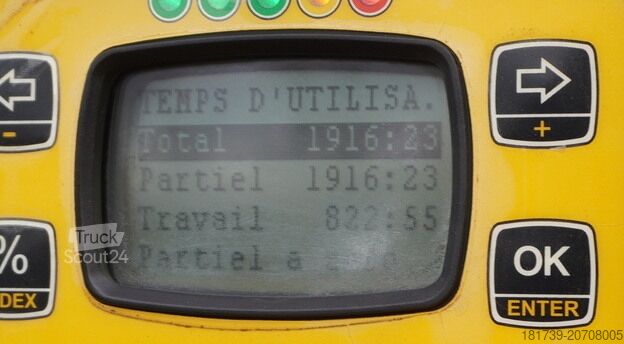 TEMPS D'UTILISA.
Total 1916:23
Partiel 1916:23
Travail 822:55
Partiel a
-
+
%
DEX
OK
ENTER
Truck
Scout24
181739-20708005